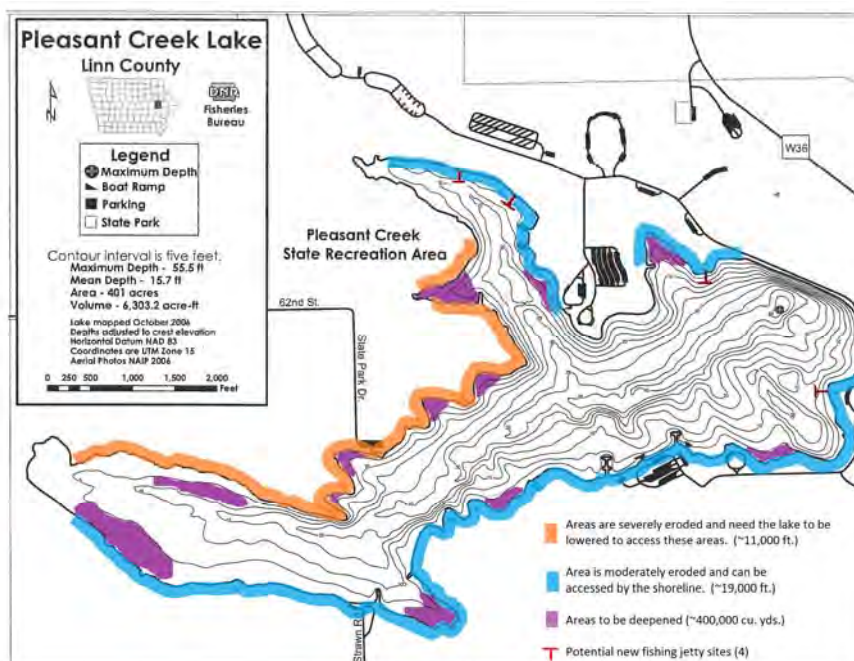 Pleasant Creek Lake
Linn County
N
DNR
Fisheries
Bureau
Legend
Maximum Depth
Boat Ramp
Parking
State Park
Contour interval is five feet.
Maximum Depth - 55.5 ft
Mean Depth - 15.7 ft
Area - 401 acres
Volume - 6,303.2 acre-ft
Lake mapped October 2006
Depths adjusted to crest elevation
Horizontal Datum NAD 83
Coordinates are UTM Zone 15
Aerial Photos NAIP 2006
0 250 500 1,000 1,500 2,000
Feet
W36
Pleasant Creek
State Recreation Area
62nd St.
State Park Dr.
Strawn Rd
Areas are severely eroded and need the lake to be
lowered to access these areas. (~11,000 ft.)
Area is moderately eroded and can be
accessed by the shoreline. (~19,000 ft.)
Areas to be deepened (~400,000 cu. yds.)
Potential new fishing jetty sites (4)